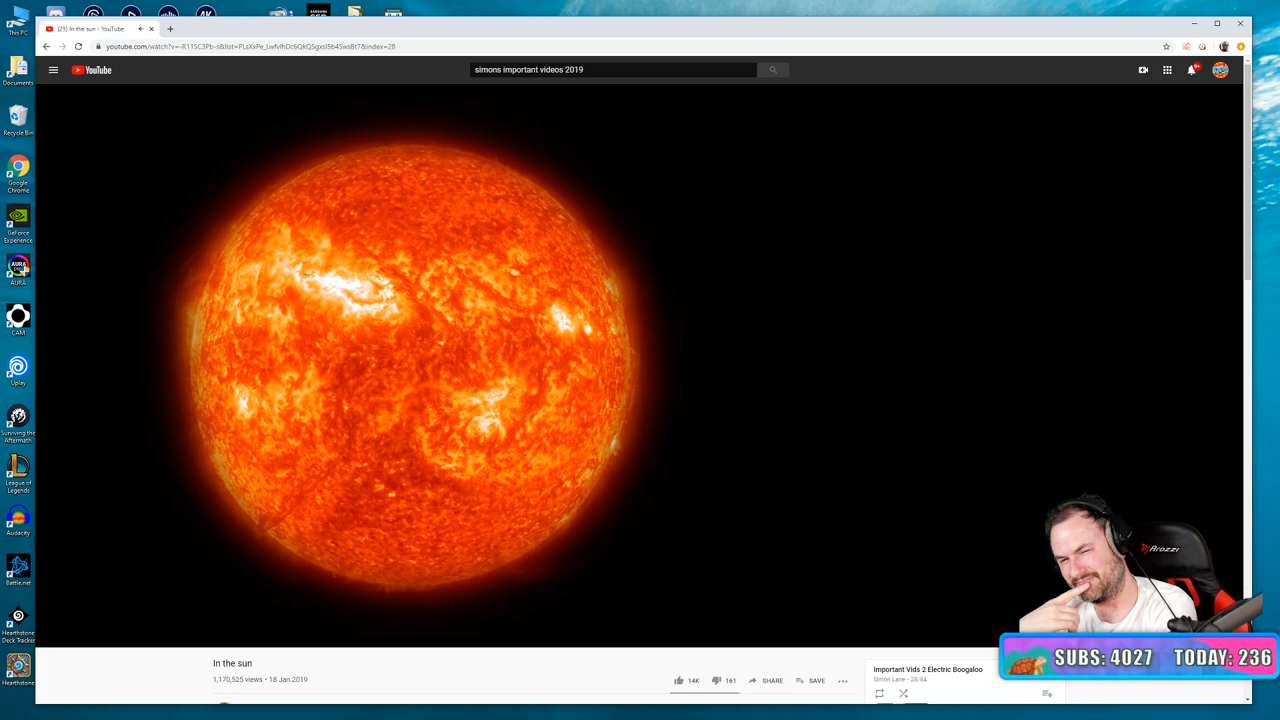 This PC
Documents
Recycle Bin
Google
Chrome
GeForce
Experience
AURA
CAM
Uplay
Surviving the
Aftermath
League of
Legends
Audacity
Battle.net
Hearthstone
Deck Tracker
Hearthstone
(25) In the sun - YouTube
YouTube
simons important videos 2019
9+
In the sun
1,170,525 views • 18 Jan 2019
14K
161
SHARE
SAVE
Important Vids 2 Electric Boogaloo
Simon Lane - 28/84
Arozzi
SUBS: 4027 TODAY: 236